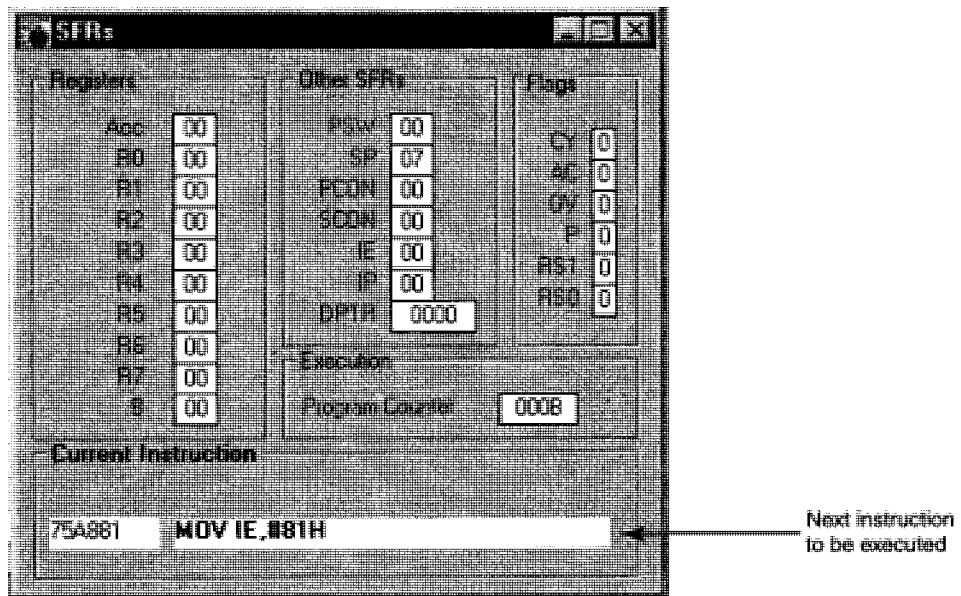 SFRs
Registers
Acc 00
R0 00
R1 00
R2 00
R3 00
R4 00
R5 00
R6 00
R7 00
B 00
Other SFRs
PSW 00
SP 07
PCON 00
SCON 00
IE 00
IP 00
DPTR 0000
Flags
CY 0
AC 0
OV 0
P 0
RS1 0
RS0 0
Execution
Program Counter 000B
Current Instruction
75A881 MOV IE,#81H
Next instruction
to be executed